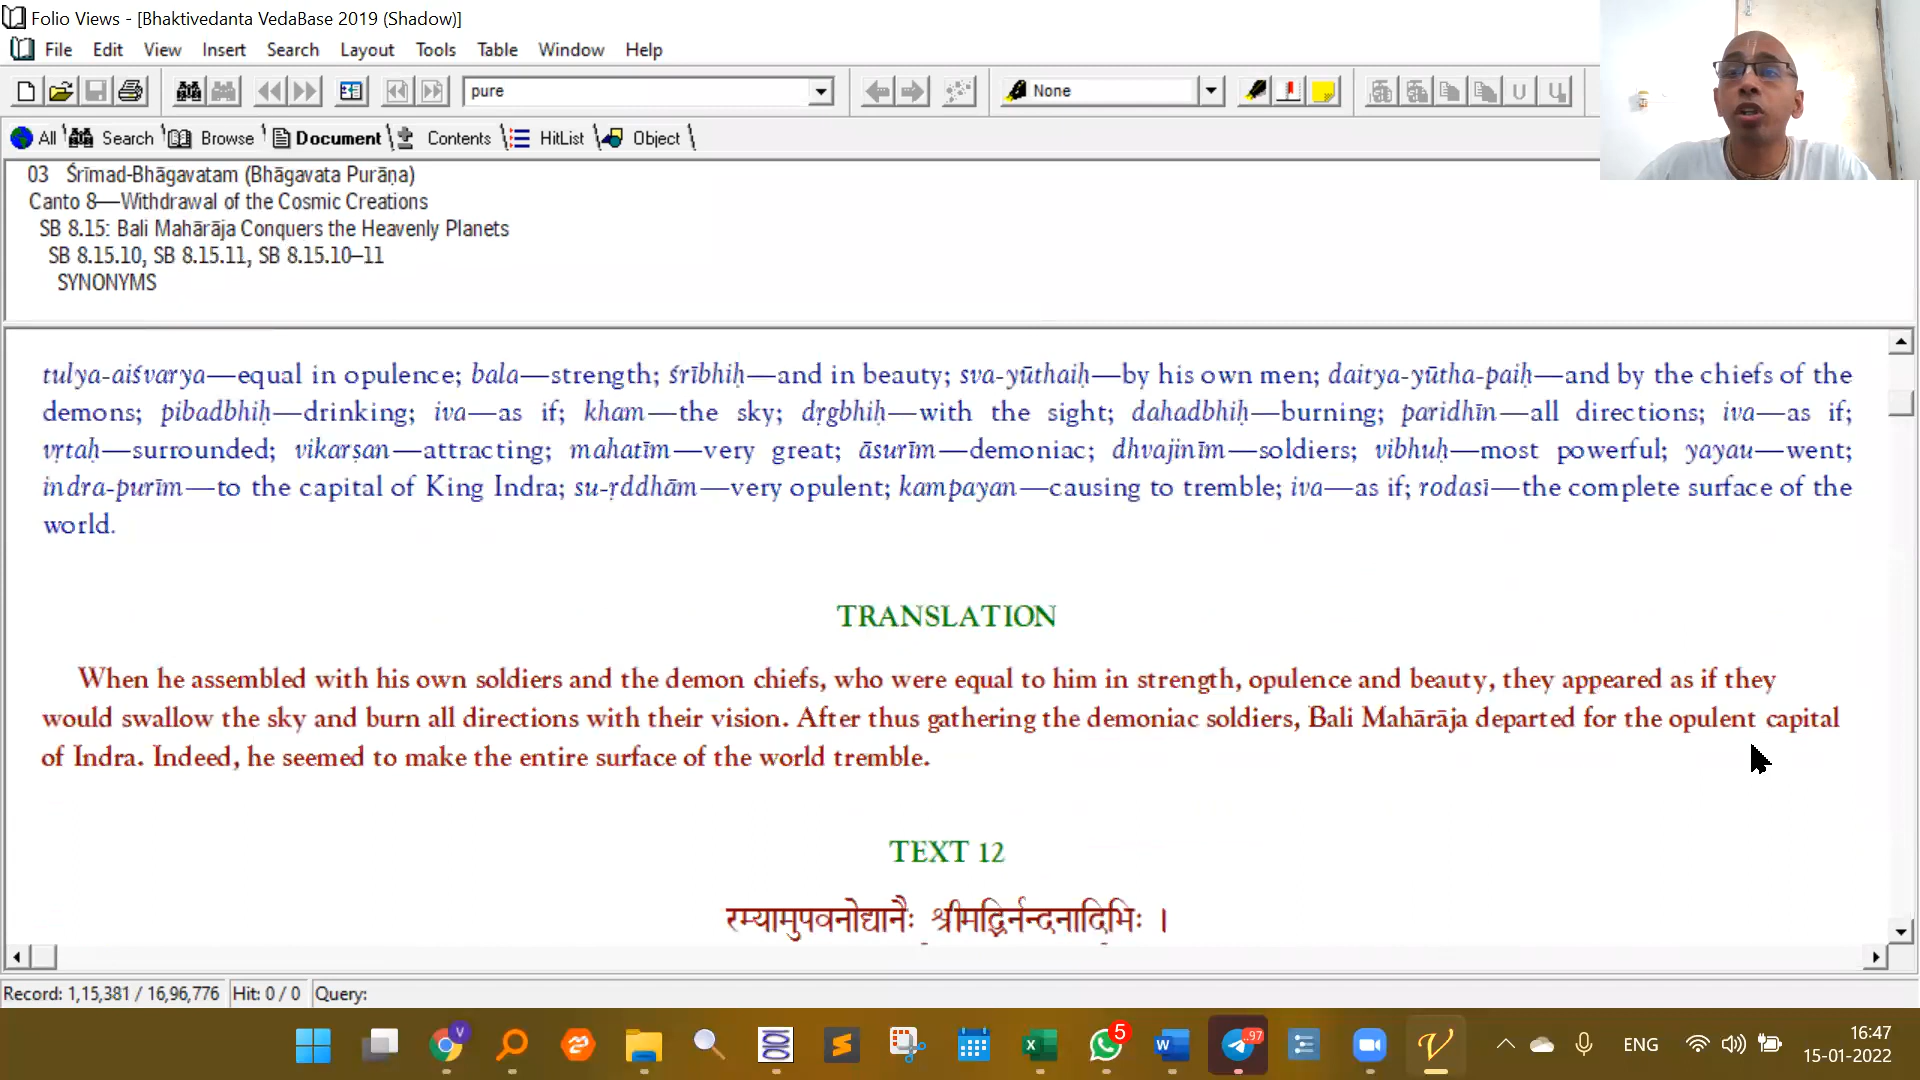 Folio Views - [Bhaktivedanta VedaBase 2019 (Shadow)]
File Edit View Insert Search Layout Tools Table Window Help
pure None
All Search Browse Document Contents HitList Object
03 Śrīmad-Bhāgavatam (Bhāgavata Purāṇa)
Canto 8—Withdrawal of the Cosmic Creations
SB 8.15: Bali Mahārāja Conquers the Heavenly Planets
SB 8.15.10, SB 8.15.11, SB 8.15.10–11
SYNONYMS
tulya-aiśvarya—equal in opulence; bala—strength; śrībhiḥ—and in beauty; sva-yūthaiḥ—by his own men; daitya-yūtha-paiḥ—and by the chiefs of the
demons; pibadbhiḥ—drinking; iva—as if; kham—the sky; dṛgbhiḥ—with the sight; dahadbhiḥ—burning; paridhīn—all directions; iva—as if;
vṛtaḥ—surrounded; vikarṣan—attracting; mahatīm—very great; āsurīm—demoniac; dhvajinīm—soldiers; vibhuḥ—most powerful; yayau—went;
indra-purīm—to the capital of King Indra; su-ṛddhām—very opulent; kampayan—causing to tremble; iva—as if; rodasī—the complete surface of the
world.
TRANSLATION
When he assembled with his own soldiers and the demon chiefs, who were equal to him in strength, opulence and beauty, they appeared as if they
would swallow the sky and burn all directions with their vision. After thus gathering the demoniac soldiers, Bali Mahārāja departed for the opulent capital
of Indra. Indeed, he seemed to make the entire surface of the world tremble.
TEXT 12
रम्यामुपवनोद्यानैः श्रीमद्भिर्नन्दनादिभिः ।
Record: 1,15,381 / 16,96,776 Hit: 0 / 0 Query:
V 5 97 ENG 16:47
15-01-2022